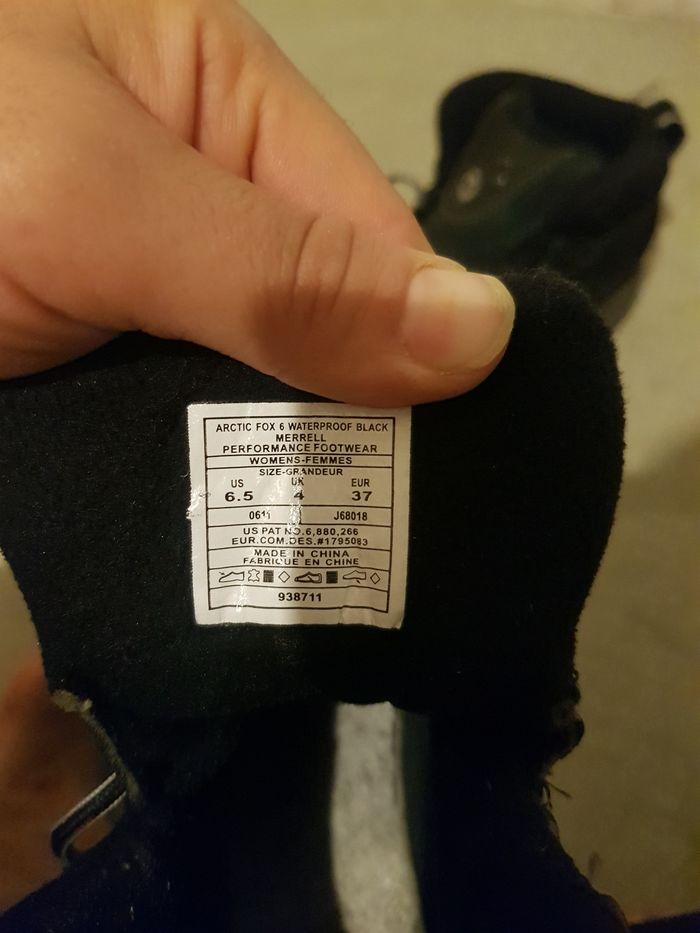 ARCTIC FOX 6 WATERPROOF BLACK
MERRELL
PERFORMANCE FOOTWEAR
WOMENS-FEMMES
SIZE-GRANDEUR
US UK EUR
6.5 4 37
0611 J68018
US PAT NO.6,880,266
EUR.COM.DES.#1795083
MADE IN CHINA
FABRIQUE EN CHINE
938711